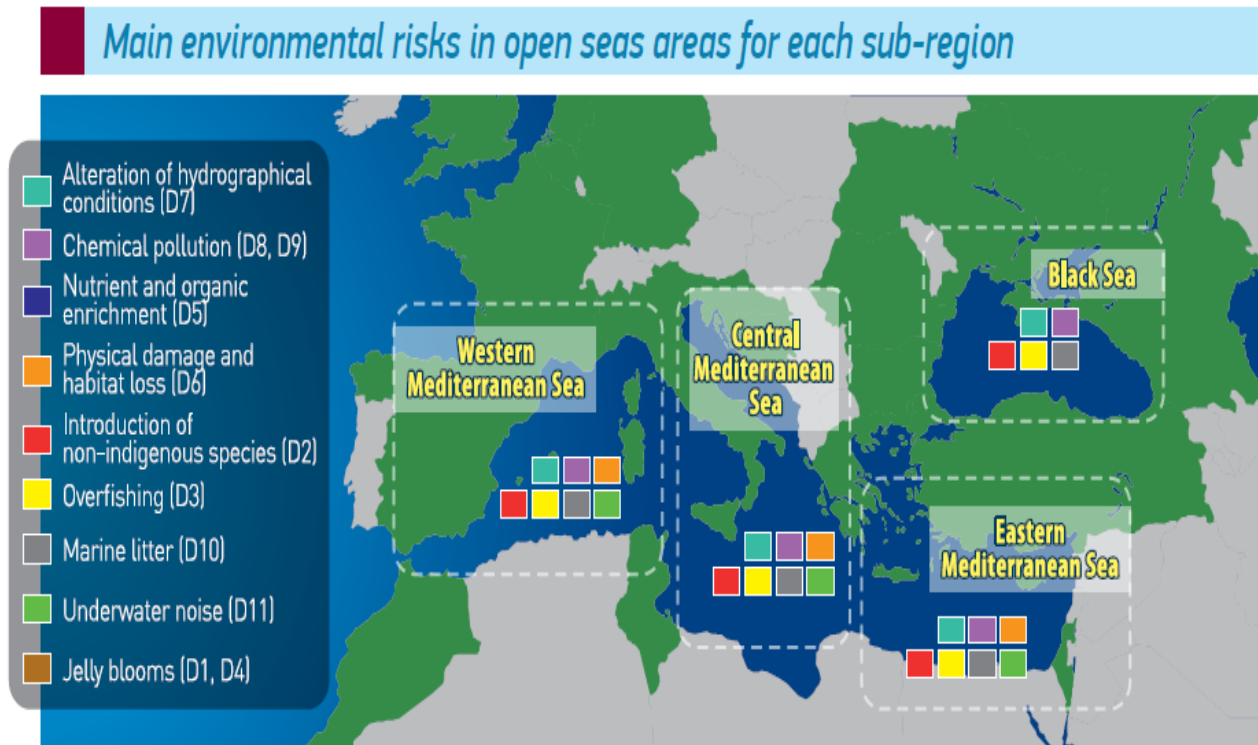 Main environmental risks in open seas areas for each sub-region
Alteration of hydrographical
conditions (D7)
Chemical pollution (D8, D9)
Nutrient and organic
enrichment (D5)
Physical damage and
habitat loss (D6)
Introduction of
non-indigenous species (D2)
Overfishing (D3)
Marine litter (D10)
Underwater noise (D11)
Jelly blooms (D1, D4)
Western
Mediterranean Sea
Central
Mediterranean
Sea
Black Sea
Eastern
Mediterranean Sea